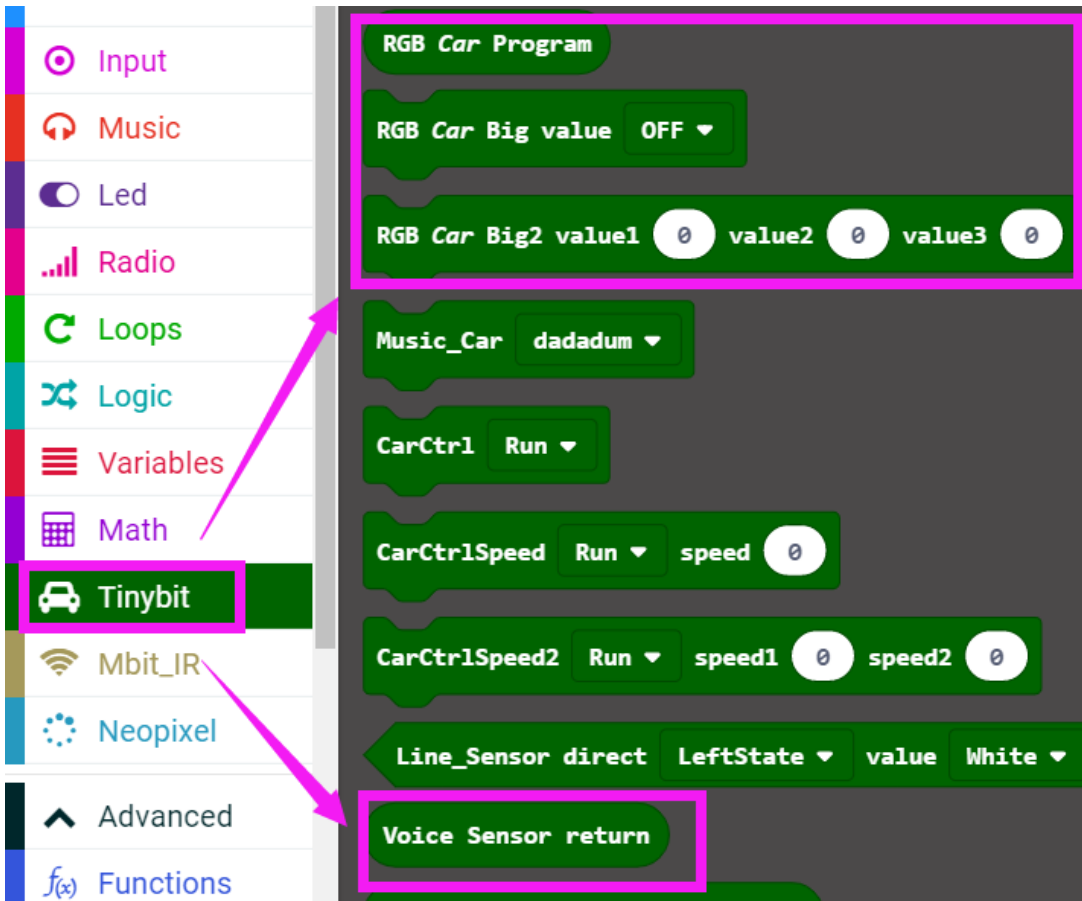 Input
Music
Led
Radio
Loops
Logic
Variables
Math
Tinybit
Mbit_IR
Neopixel
Advanced
f(x) Functions
RGB Car Program
RGB Car Big value OFF
RGB Car Big2 value1 0 value2 0 value3 0
Music_Car dadadum
CarCtrl Run
CarCtrlSpeed Run speed 0
CarCtrlSpeed2 Run speed1 0 speed2 0
Line_Sensor direct LeftState value White
Voice Sensor return